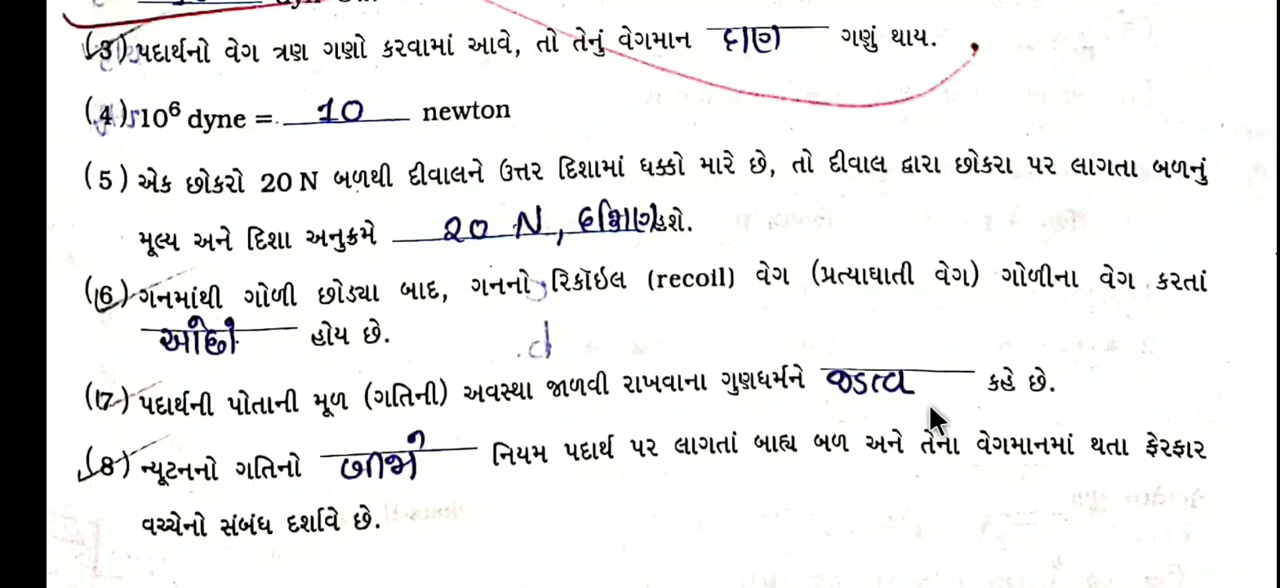 (3) પદાર્થનો વેગ ત્રણ ગણો કરવામાં આવે, તો તેનું વેગમાન ત્રણ ગણું થાય.
(4) 10⁶ dyne = 10 newton
(5) એક છોકરો 20 N બળથી દીવાલને ઉત્તર દિશામાં ધક્કો મારે છે, તો દીવાલ દ્વારા છોકરા પર લાગતા બળનું
મૂલ્ય અને દિશા અનુક્રમે 20 N, દક્ષિણ હશે.
(6) ગનમાંથી ગોળી છોડ્યા બાદ, ગનનો રિકૉઇલ (recoil) વેગ (પ્રત્યાઘાતી વેગ) ગોળીના વેગ કરતાં
ઓછો હોય છે.
(7) પદાર્થની પોતાની મૂળ (ગતિની) અવસ્થા જાળવી રાખવાના ગુણધર્મને જડત્વ કહે છે.
(8) ન્યૂટનનો ગતિનો બીજો નિયમ પદાર્થ પર લાગતાં બાહ્ય બળ અને તેના વેગમાનમાં થતા ફેરફાર
વચ્ચેનો સંબંધ દર્શાવે છે.